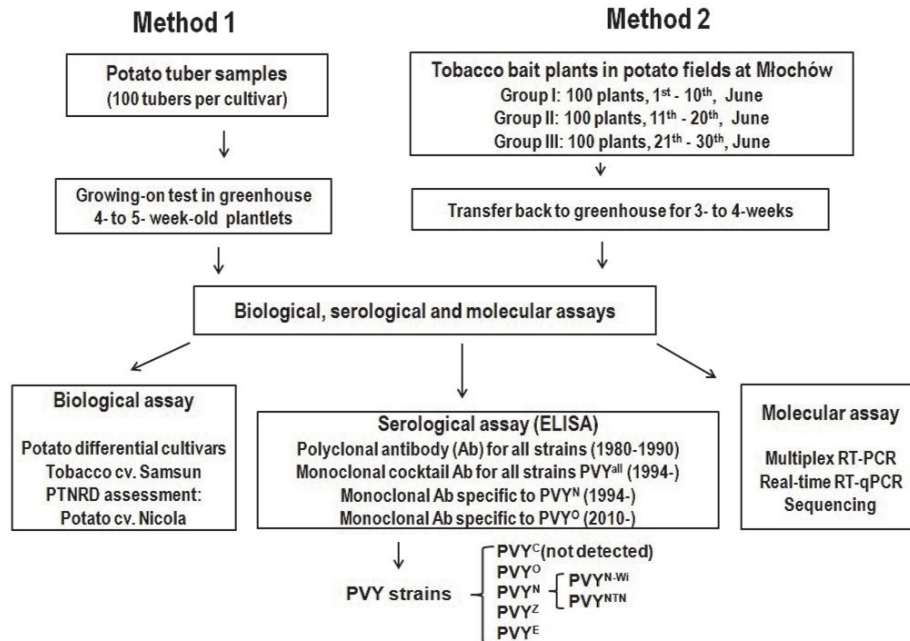 Method 1
Potato tuber samples
(100 tubers per cultivar)
Growing-on test in greenhouse
4- to 5- week-old plantlets
Method 2
Tobacco bait plants in potato fields at Młochów
Group I: 100 plants, 1st - 10th, June
Group II: 100 plants, 11th - 20th, June
Group III: 100 plants, 21th - 30th, June
Transfer back to greenhouse for 3- to 4-weeks
Biological, serological and molecular assays
Biological assay
Potato differential cultivars
Tobacco cv. Samsun
PTNRD assessment:
Potato cv. Nicola
Serological assay (ELISA)
Polyclonal antibody (Ab) for all strains (1980-1990)
Monoclonal cocktail Ab for all strains PVYall (1994-)
Monoclonal Ab specific to PVYN (1994-)
Monoclonal Ab specific to PVYO (2010-)
Molecular assay
Multiplex RT-PCR
Real-time RT-qPCR
Sequencing
PVY strains
PVYC(not detected)
PVYO
PVYN
PVYZ
PVYE
PVYN-Wi
PVYNTN